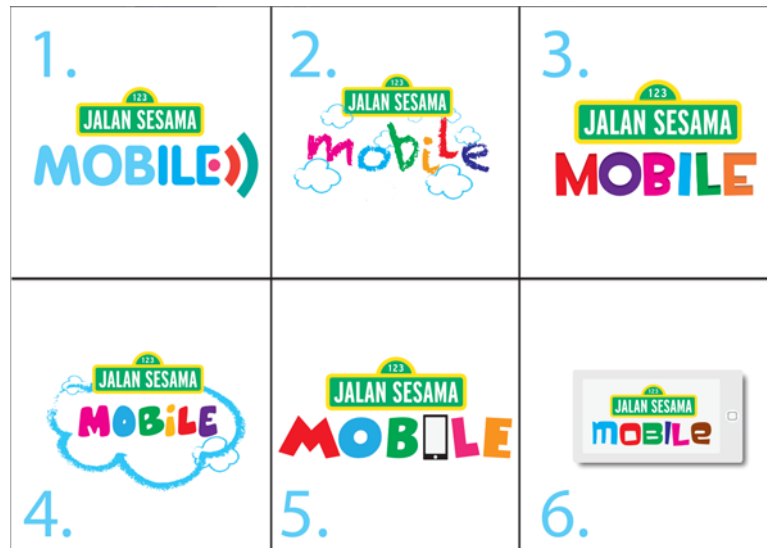 1.
123
JALAN SESAMA
MOBILE
2.
123
JALAN SESAMA
mobile
3.
123
JALAN SESAMA
MOBILE
4.
123
JALAN SESAMA
MOBiLE
5.
123
JALAN SESAMA
MOBILE
6.
123
JALAN SESAMA
mOBILe